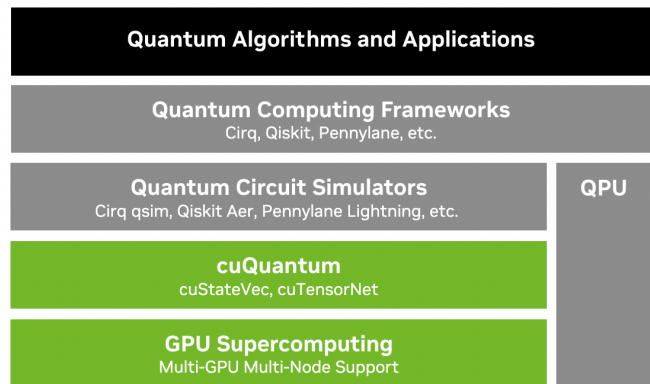 Quantum Algorithms and Applications
Quantum Computing Frameworks
Cirq, Qiskit, Pennylane, etc.
Quantum Circuit Simulators
Cirq qsim, Qiskit Aer, Pennylane Lightning, etc.
QPU
cuQuantum
cuStateVec, cuTensorNet
GPU Supercomputing
Multi-GPU Multi-Node Support